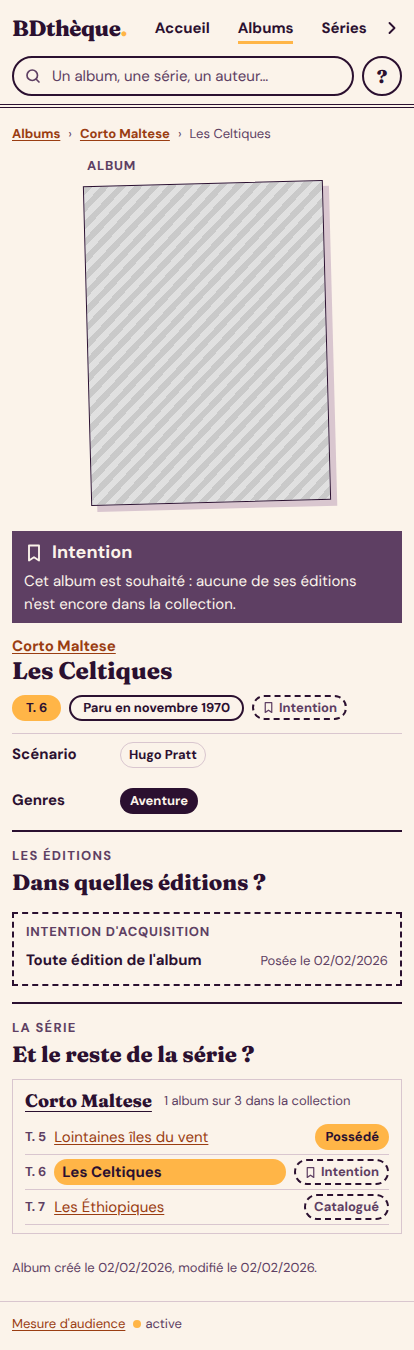 BDthèque.
Accueil Albums Séries
Un album, une série, un auteur… ?
Albums › Corto Maltese › Les Celtiques
ALBUM
Intention
Cet album est souhaité : aucune de ses éditions
n'est encore dans la collection.
Corto Maltese
Les Celtiques
T. 6 Paru en novembre 1970 Intention
Scénario Hugo Pratt
Genres Aventure
LES ÉDITIONS
Dans quelles éditions ?
INTENTION D'ACQUISITION
Toute édition de l'album Posée le 02/02/2026
LA SÉRIE
Et le reste de la série ?
Corto Maltese 1 album sur 3 dans la collection
T. 5 Lointaines îles du vent Possédé
T. 6 Les Celtiques Intention
T. 7 Les Éthiopiques Catalogué
Album créé le 02/02/2026, modifié le 02/02/2026.
Mesure d'audience active